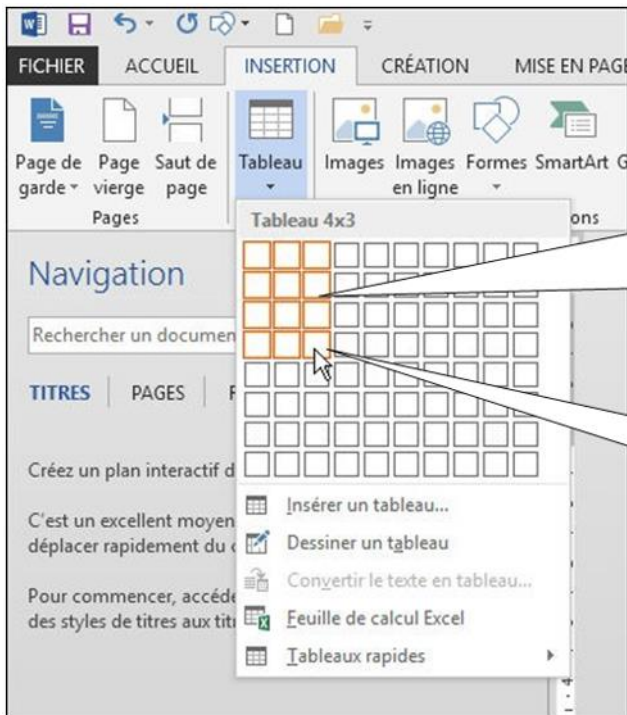 FICHIER ACCUEIL INSERTION CRÉATION MISE EN PAGE
Page de garde
Page vierge
Saut de page
Tableau
Images
Images en ligne
Formes
SmartArt
G
Pages
ons
Tableau 4x3
Navigation
Rechercher un documen
TITRES PAGES
Créez un plan interactif d
C'est un excellent moyen
déplacer rapidement du
Pour commencer, accéde
des styles de titres aux tit
Insérer un tableau...
Dessiner un tableau
Convertir le texte en tableau...
Feuille de calcul Excel
Tableaux rapides